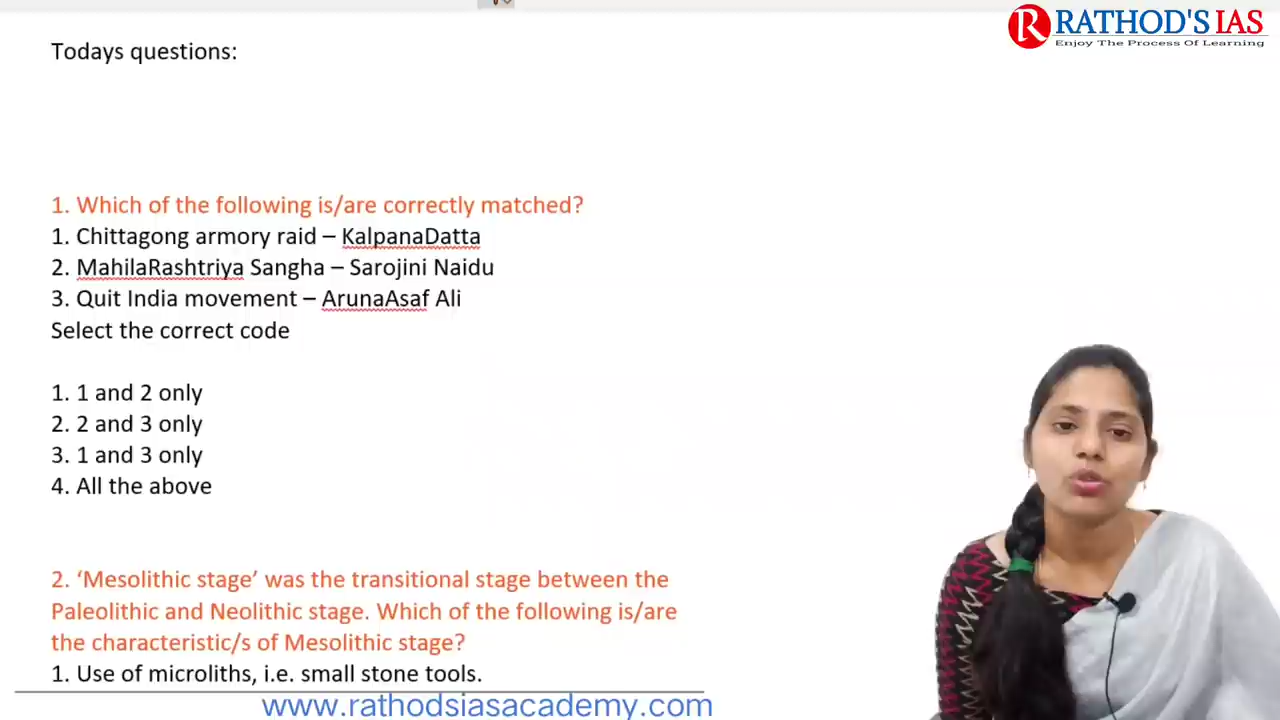 RATHOD'S IAS
Enjoy The Process Of Learning
Todays questions:
1. Which of the following is/are correctly matched?
1. Chittagong armory raid – KalpanaDatta
2. MahilaRashtriya Sangha – Sarojini Naidu
3. Quit India movement – ArunaAsaf Ali
Select the correct code
1. 1 and 2 only
2. 2 and 3 only
3. 1 and 3 only
4. All the above
2. ‘Mesolithic stage’ was the transitional stage between the
Paleolithic and Neolithic stage. Which of the following is/are
the characteristic/s of Mesolithic stage?
1. Use of microliths, i.e. small stone tools.
www.rathodsiasacademy.com